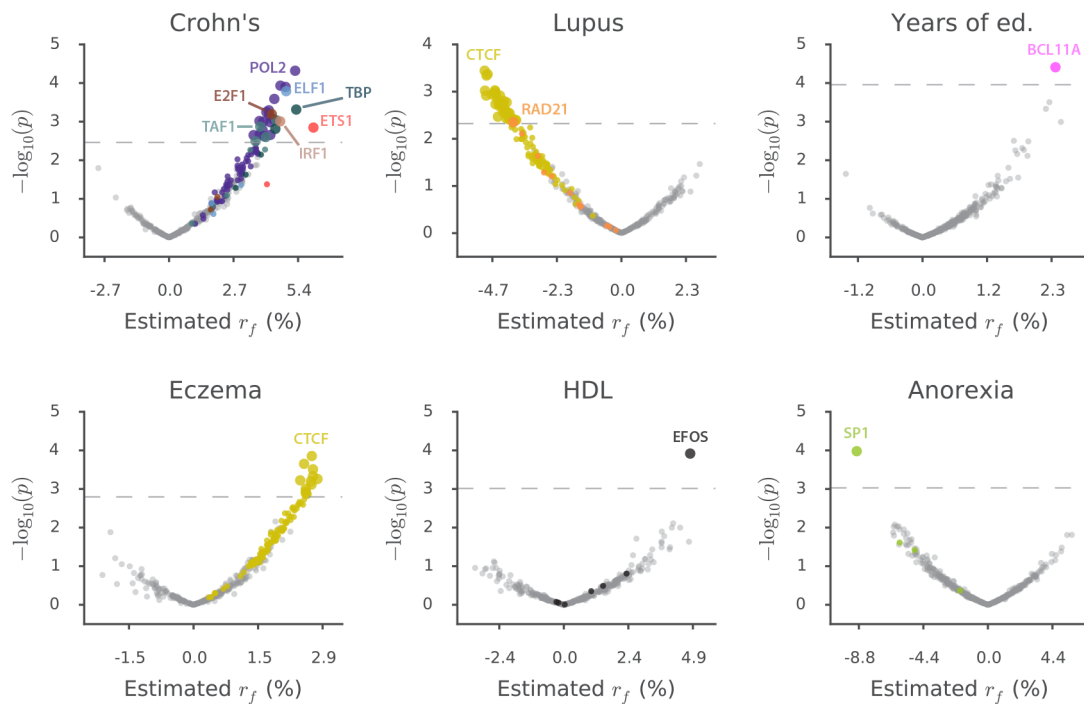 Crohn's
5
4
3
2
1
0
−log₁₀(p)
POL2
ELF1
E2F1
TBP
TAF1
ETS1
IRF1
-2.7 0.0 2.7 5.4
Estimated r_f (%)
Lupus
4
3
2
1
0
−log₁₀(p)
CTCF
RAD21
-4.7 -2.3 0.0 2.3
Estimated r_f (%)
Years of ed.
5
4
3
2
1
0
−log₁₀(p)
BCL11A
-1.2 0.0 1.2 2.3
Estimated r_f (%)
Eczema
5
4
3
2
1
0
−log₁₀(p)
CTCF
-1.5 0.0 1.5 2.9
Estimated r_f (%)
HDL
5
4
3
2
1
0
−log₁₀(p)
EFOS
-2.4 0.0 2.4 4.9
Estimated r_f (%)
Anorexia
5
4
3
2
1
0
−log₁₀(p)
SP1
-8.8 -4.4 0.0 4.4
Estimated r_f (%)